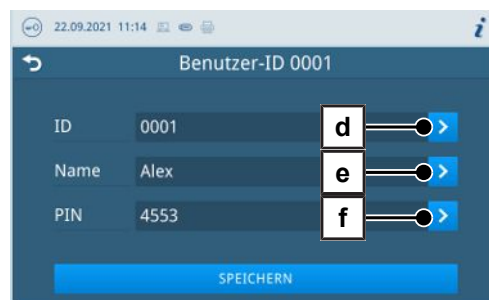 22.09.2021 11:14
Benutzer-ID 0001
ID 0001 d
Name Alex e
PIN 4553 f
SPEICHERN